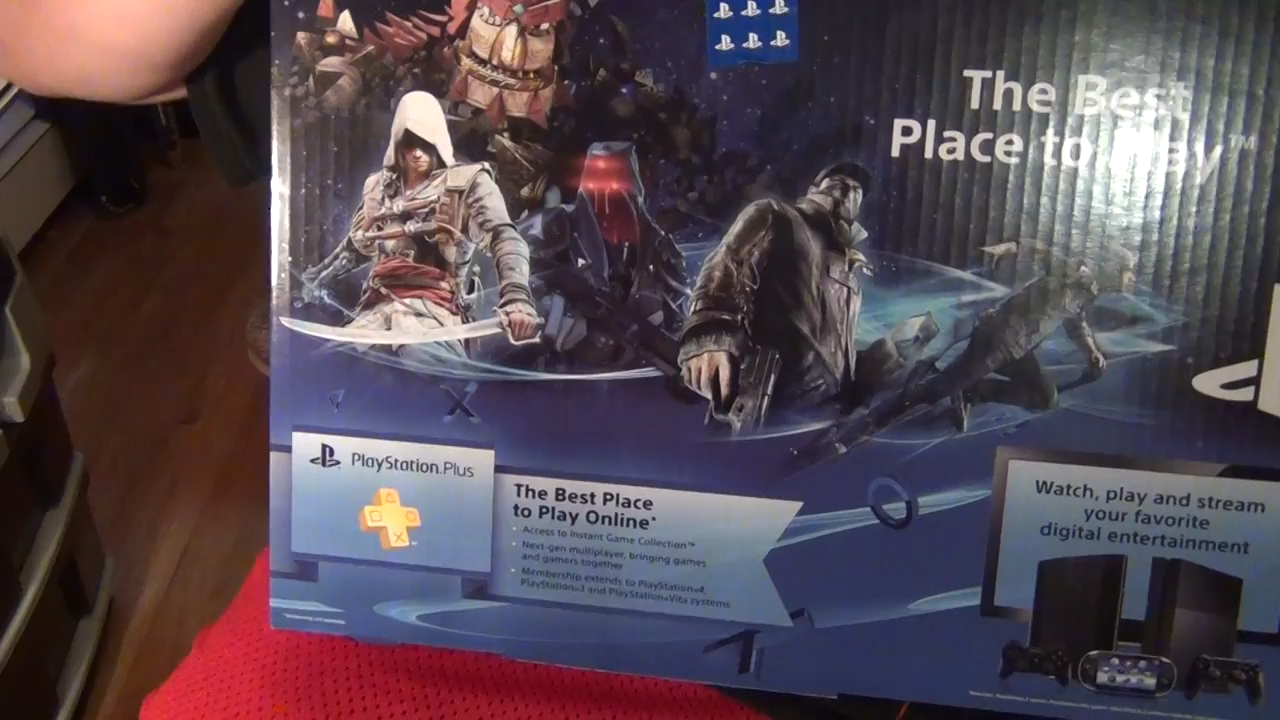 The Best
Place to Play™
PlayStation.Plus
The Best Place
to Play Online*
• Access to Instant Game Collection™
• Next-gen multiplayer, bringing games
and gamers together
• Membership extends to PlayStation®4,
PlayStation®3 and PlayStation®Vita systems
Watch, play and stream
your favorite
digital entertainment